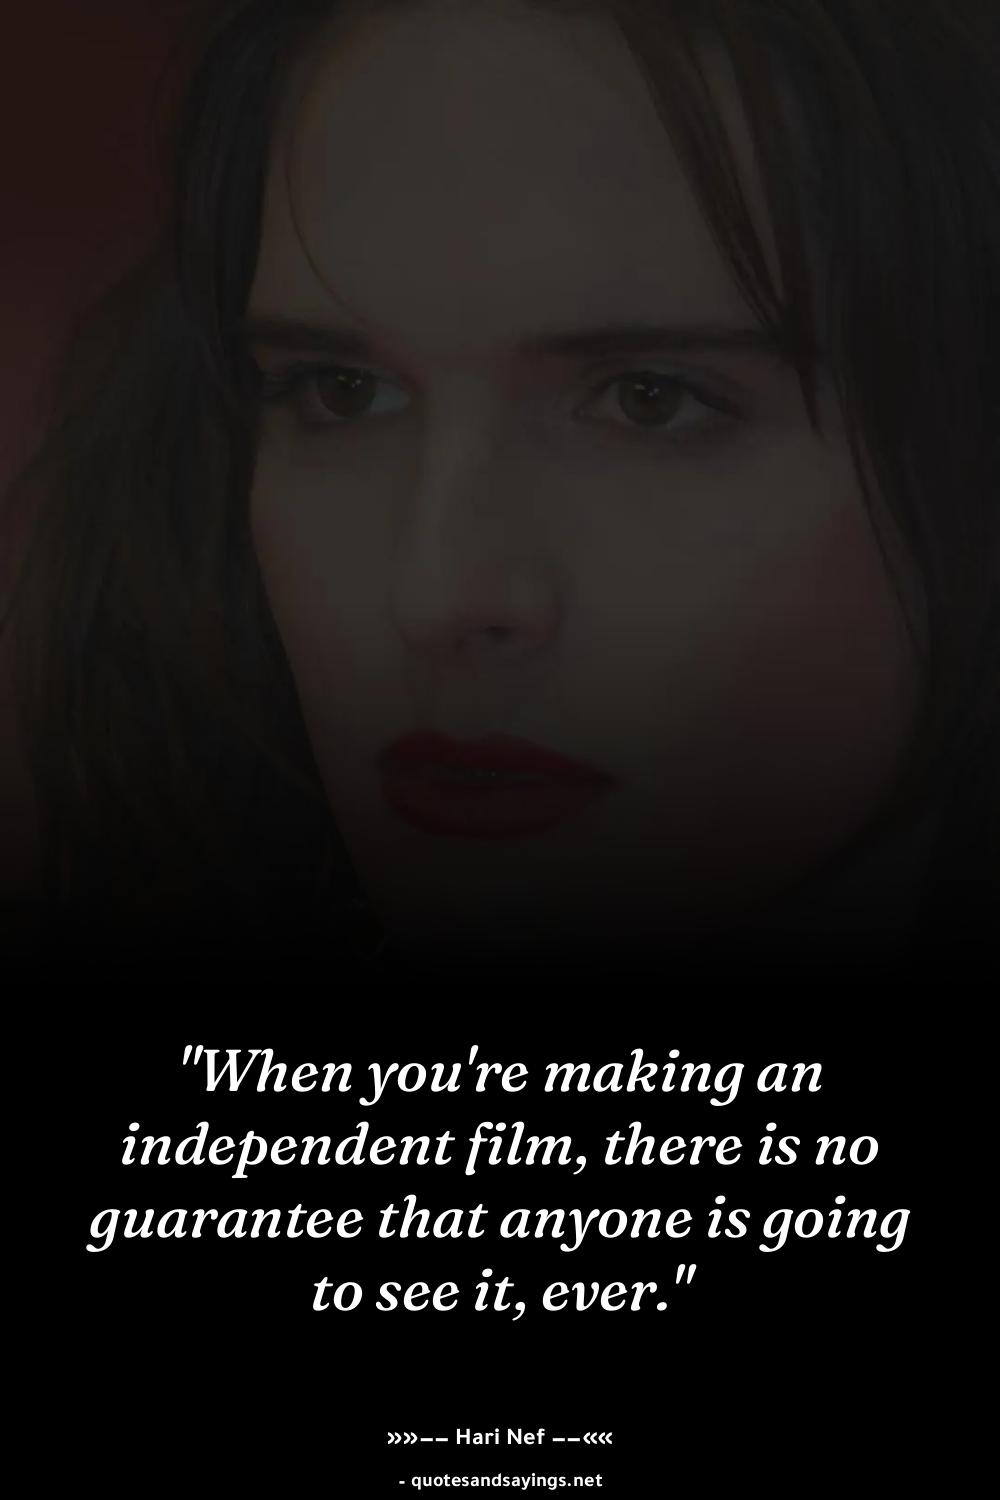 "When you're making an
independent film, there is no
guarantee that anyone is going
to see it, ever."
»»−− Hari Nef −−««
- quotesandsayings.net